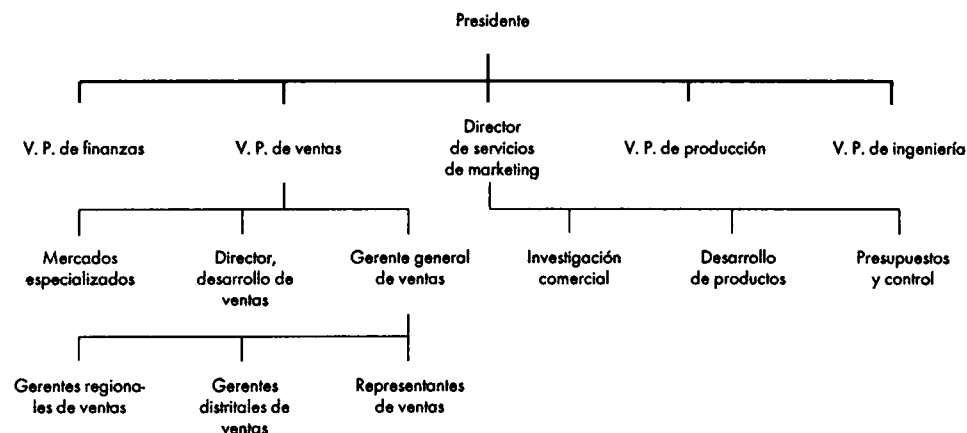 Presidente
V. P. de finanzas
V. P. de ventas
Director
de servicios
de marketing
V. P. de producción
V. P. de ingeniería
Mercados
especializados
Director,
desarrollo de
ventas
Gerente general
de ventas
Investigación
comercial
Desarrollo
de productos
Presupuestos
y control
Gerentes regiona-
les de ventas
Gerentes
distritales de
ventas
Representantes
de ventas